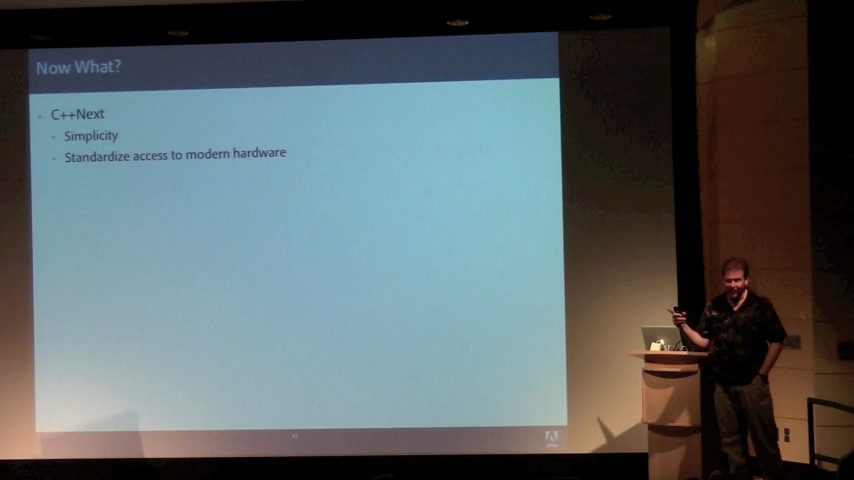 Now What?
C++Next
Simplicity
Standardize access to modern hardware